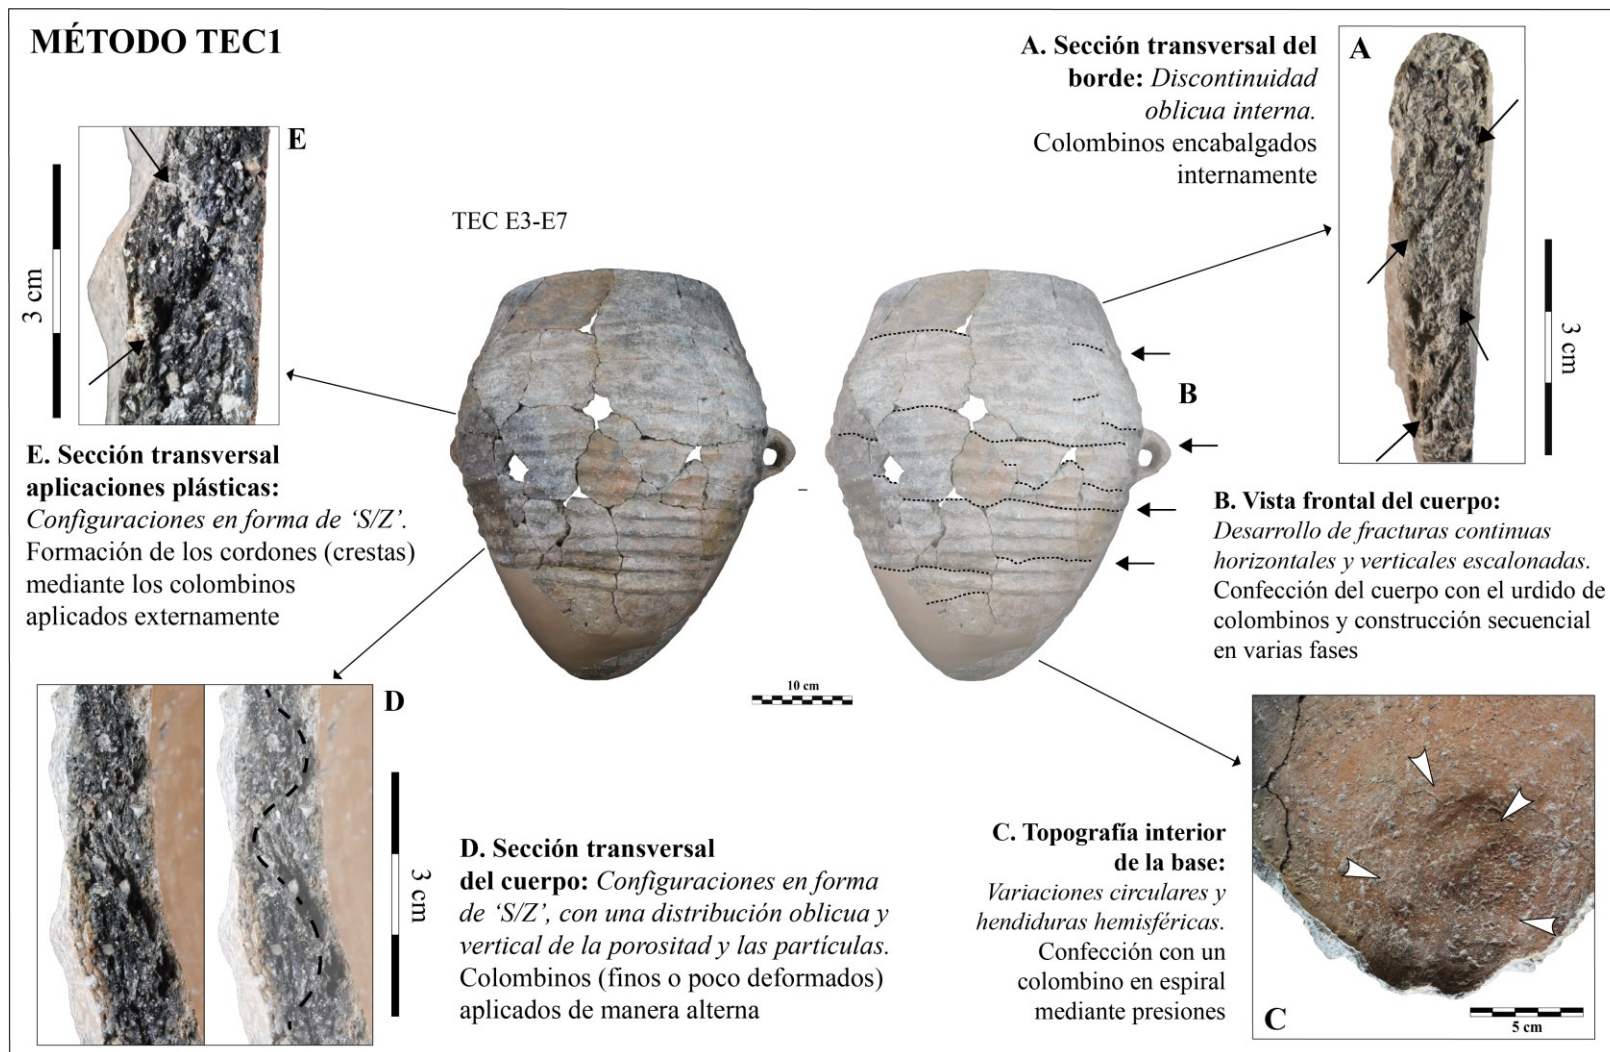 MÉTODO TEC1
A. Sección transversal del
borde: Discontinuidad
oblicua interna.
Colombinos encabalgados
internamente
A
3 cm
E
3 cm
TEC E3-E7
B
E. Sección transversal
aplicaciones plásticas:
Configuraciones en forma de ‘S/Z’.
Formación de los cordones (crestas)
mediante los colombinos
aplicados externamente
B. Vista frontal del cuerpo:
Desarrollo de fracturas continuas
horizontales y verticales escalonadas.
Confección del cuerpo con el urdido de
colombinos y construcción secuencial
en varias fases
10 cm
D
3 cm
D. Sección transversal
del cuerpo: Configuraciones en forma
de ‘S/Z’, con una distribución oblicua y
vertical de la porositad y las partículas.
Colombinos (finos o poco deformados)
aplicados de manera alterna
C. Topografía interior
de la base:
Variaciones circulares y
hendiduras hemisféricas.
Confección con un
colombino en espiral
mediante presiones
C
5 cm